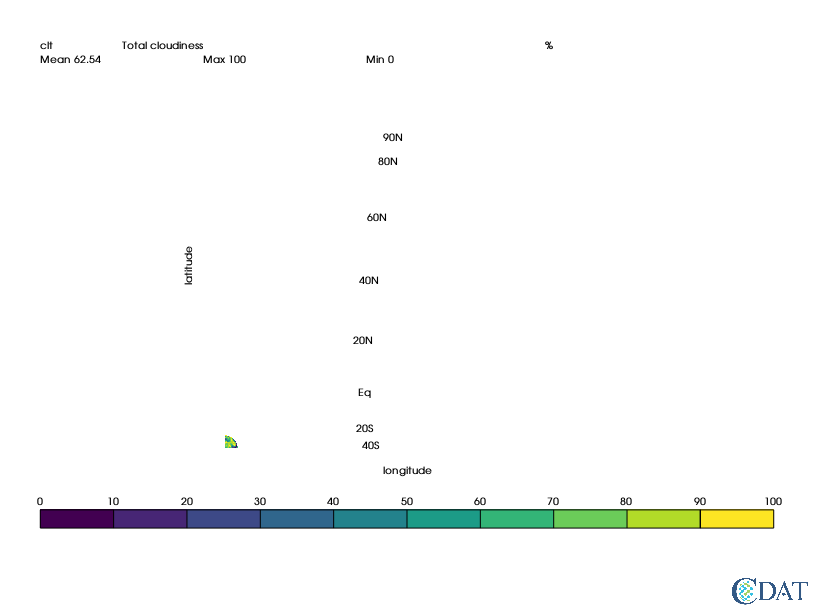 clt Total cloudiness %
Mean 62.54 Max 100 Min 0
90N
80N
60N
latitude
40N
20N
Eq
20S
40S
longitude
0 10 20 30 40 50 60 70 80 90 100
CDAT